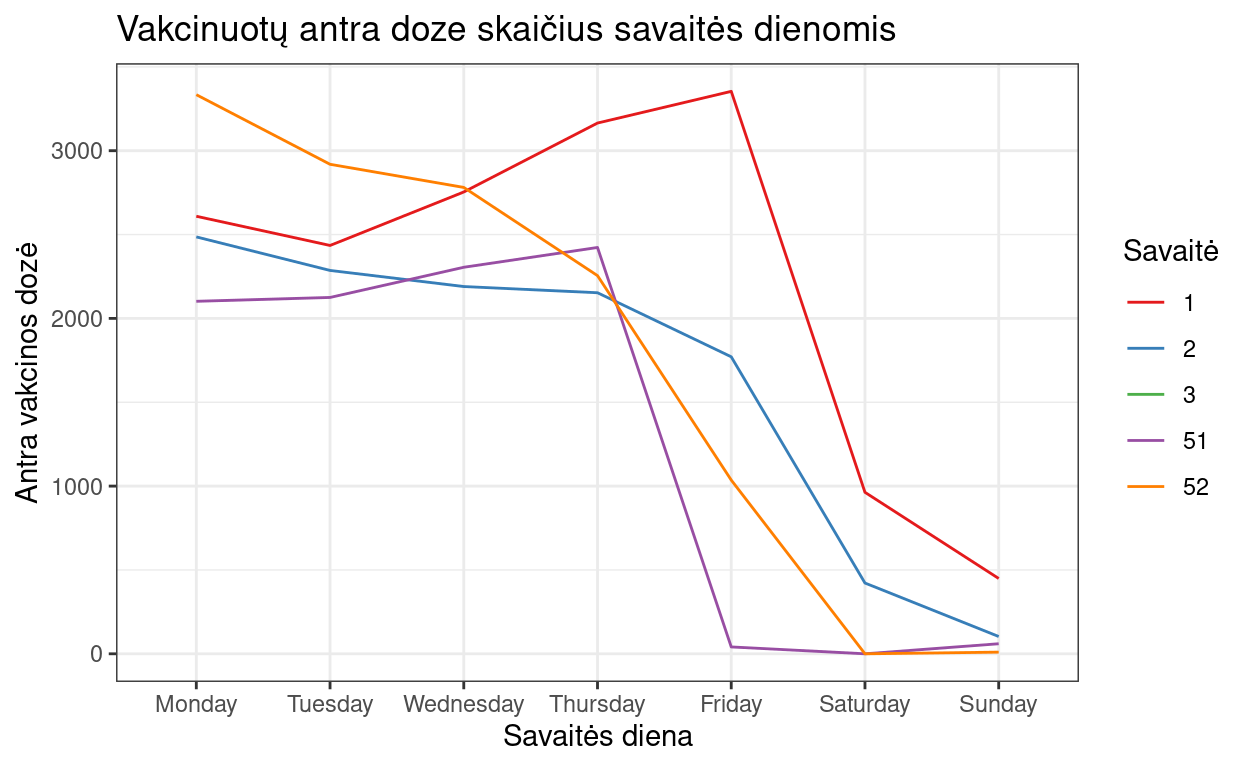 Vakcinuotų antra doze skaičius savaitės dienomis
Antra vakcinos dozė
3000
2000
1000
0
Monday Tuesday Wednesday Thursday Friday Saturday Sunday
Savaitės diena
Savaitė
1
2
3
51
52